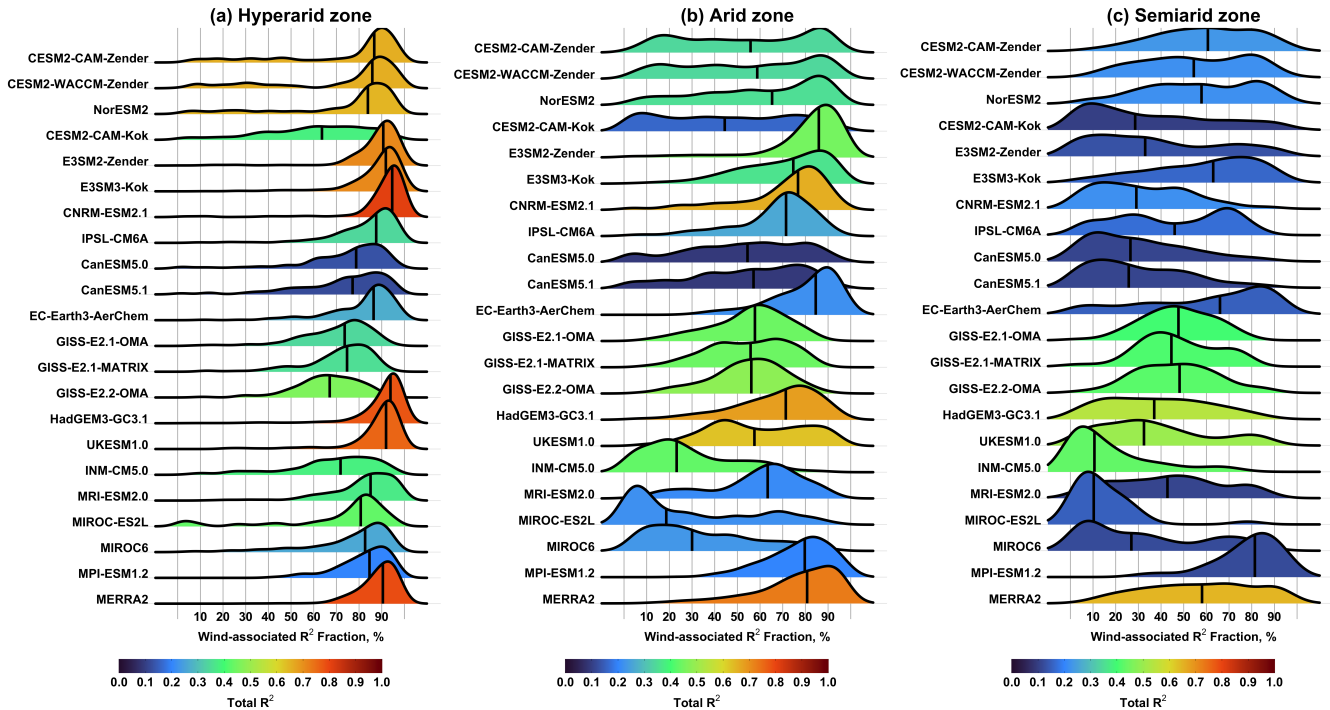 (a) Hyperarid zone
CESM2-CAM-Zender
CESM2-WACCM-Zender
NorESM2
CESM2-CAM-Kok
E3SM2-Zender
E3SM3-Kok
CNRM-ESM2.1
IPSL-CM6A
CanESM5.0
CanESM5.1
EC-Earth3-AerChem
GISS-E2.1-OMA
GISS-E2.1-MATRIX
GISS-E2.2-OMA
HadGEM3-GC3.1
UKESM1.0
INM-CM5.0
MRI-ESM2.0
MIROC-ES2L
MIROC6
MPI-ESM1.2
MERRA2
10 20 30 40 50 60 70 80 90
Wind-associated R² Fraction, %
0.0 0.1 0.2 0.3 0.4 0.5 0.6 0.7 0.8 0.9 1.0
Total R²
(b) Arid zone
CESM2-CAM-Zender
CESM2-WACCM-Zender
NorESM2
CESM2-CAM-Kok
E3SM2-Zender
E3SM3-Kok
CNRM-ESM2.1
IPSL-CM6A
CanESM5.0
CanESM5.1
EC-Earth3-AerChem
GISS-E2.1-OMA
GISS-E2.1-MATRIX
GISS-E2.2-OMA
HadGEM3-GC3.1
UKESM1.0
INM-CM5.0
MRI-ESM2.0
MIROC-ES2L
MIROC6
MPI-ESM1.2
MERRA2
10 20 30 40 50 60 70 80 90
Wind-associated R² Fraction, %
0.0 0.1 0.2 0.3 0.4 0.5 0.6 0.7 0.8 0.9 1.0
Total R²
(c) Semiarid zone
CESM2-CAM-Zender
CESM2-WACCM-Zender
NorESM2
CESM2-CAM-Kok
E3SM2-Zender
E3SM3-Kok
CNRM-ESM2.1
IPSL-CM6A
CanESM5.0
CanESM5.1
EC-Earth3-AerChem
GISS-E2.1-OMA
GISS-E2.1-MATRIX
GISS-E2.2-OMA
HadGEM3-GC3.1
UKESM1.0
INM-CM5.0
MRI-ESM2.0
MIROC-ES2L
MIROC6
MPI-ESM1.2
MERRA2
10 20 30 40 50 60 70 80 90
Wind-associated R² Fraction, %
0.0 0.1 0.2 0.3 0.4 0.5 0.6 0.7 0.8 0.9 1.0
Total R²